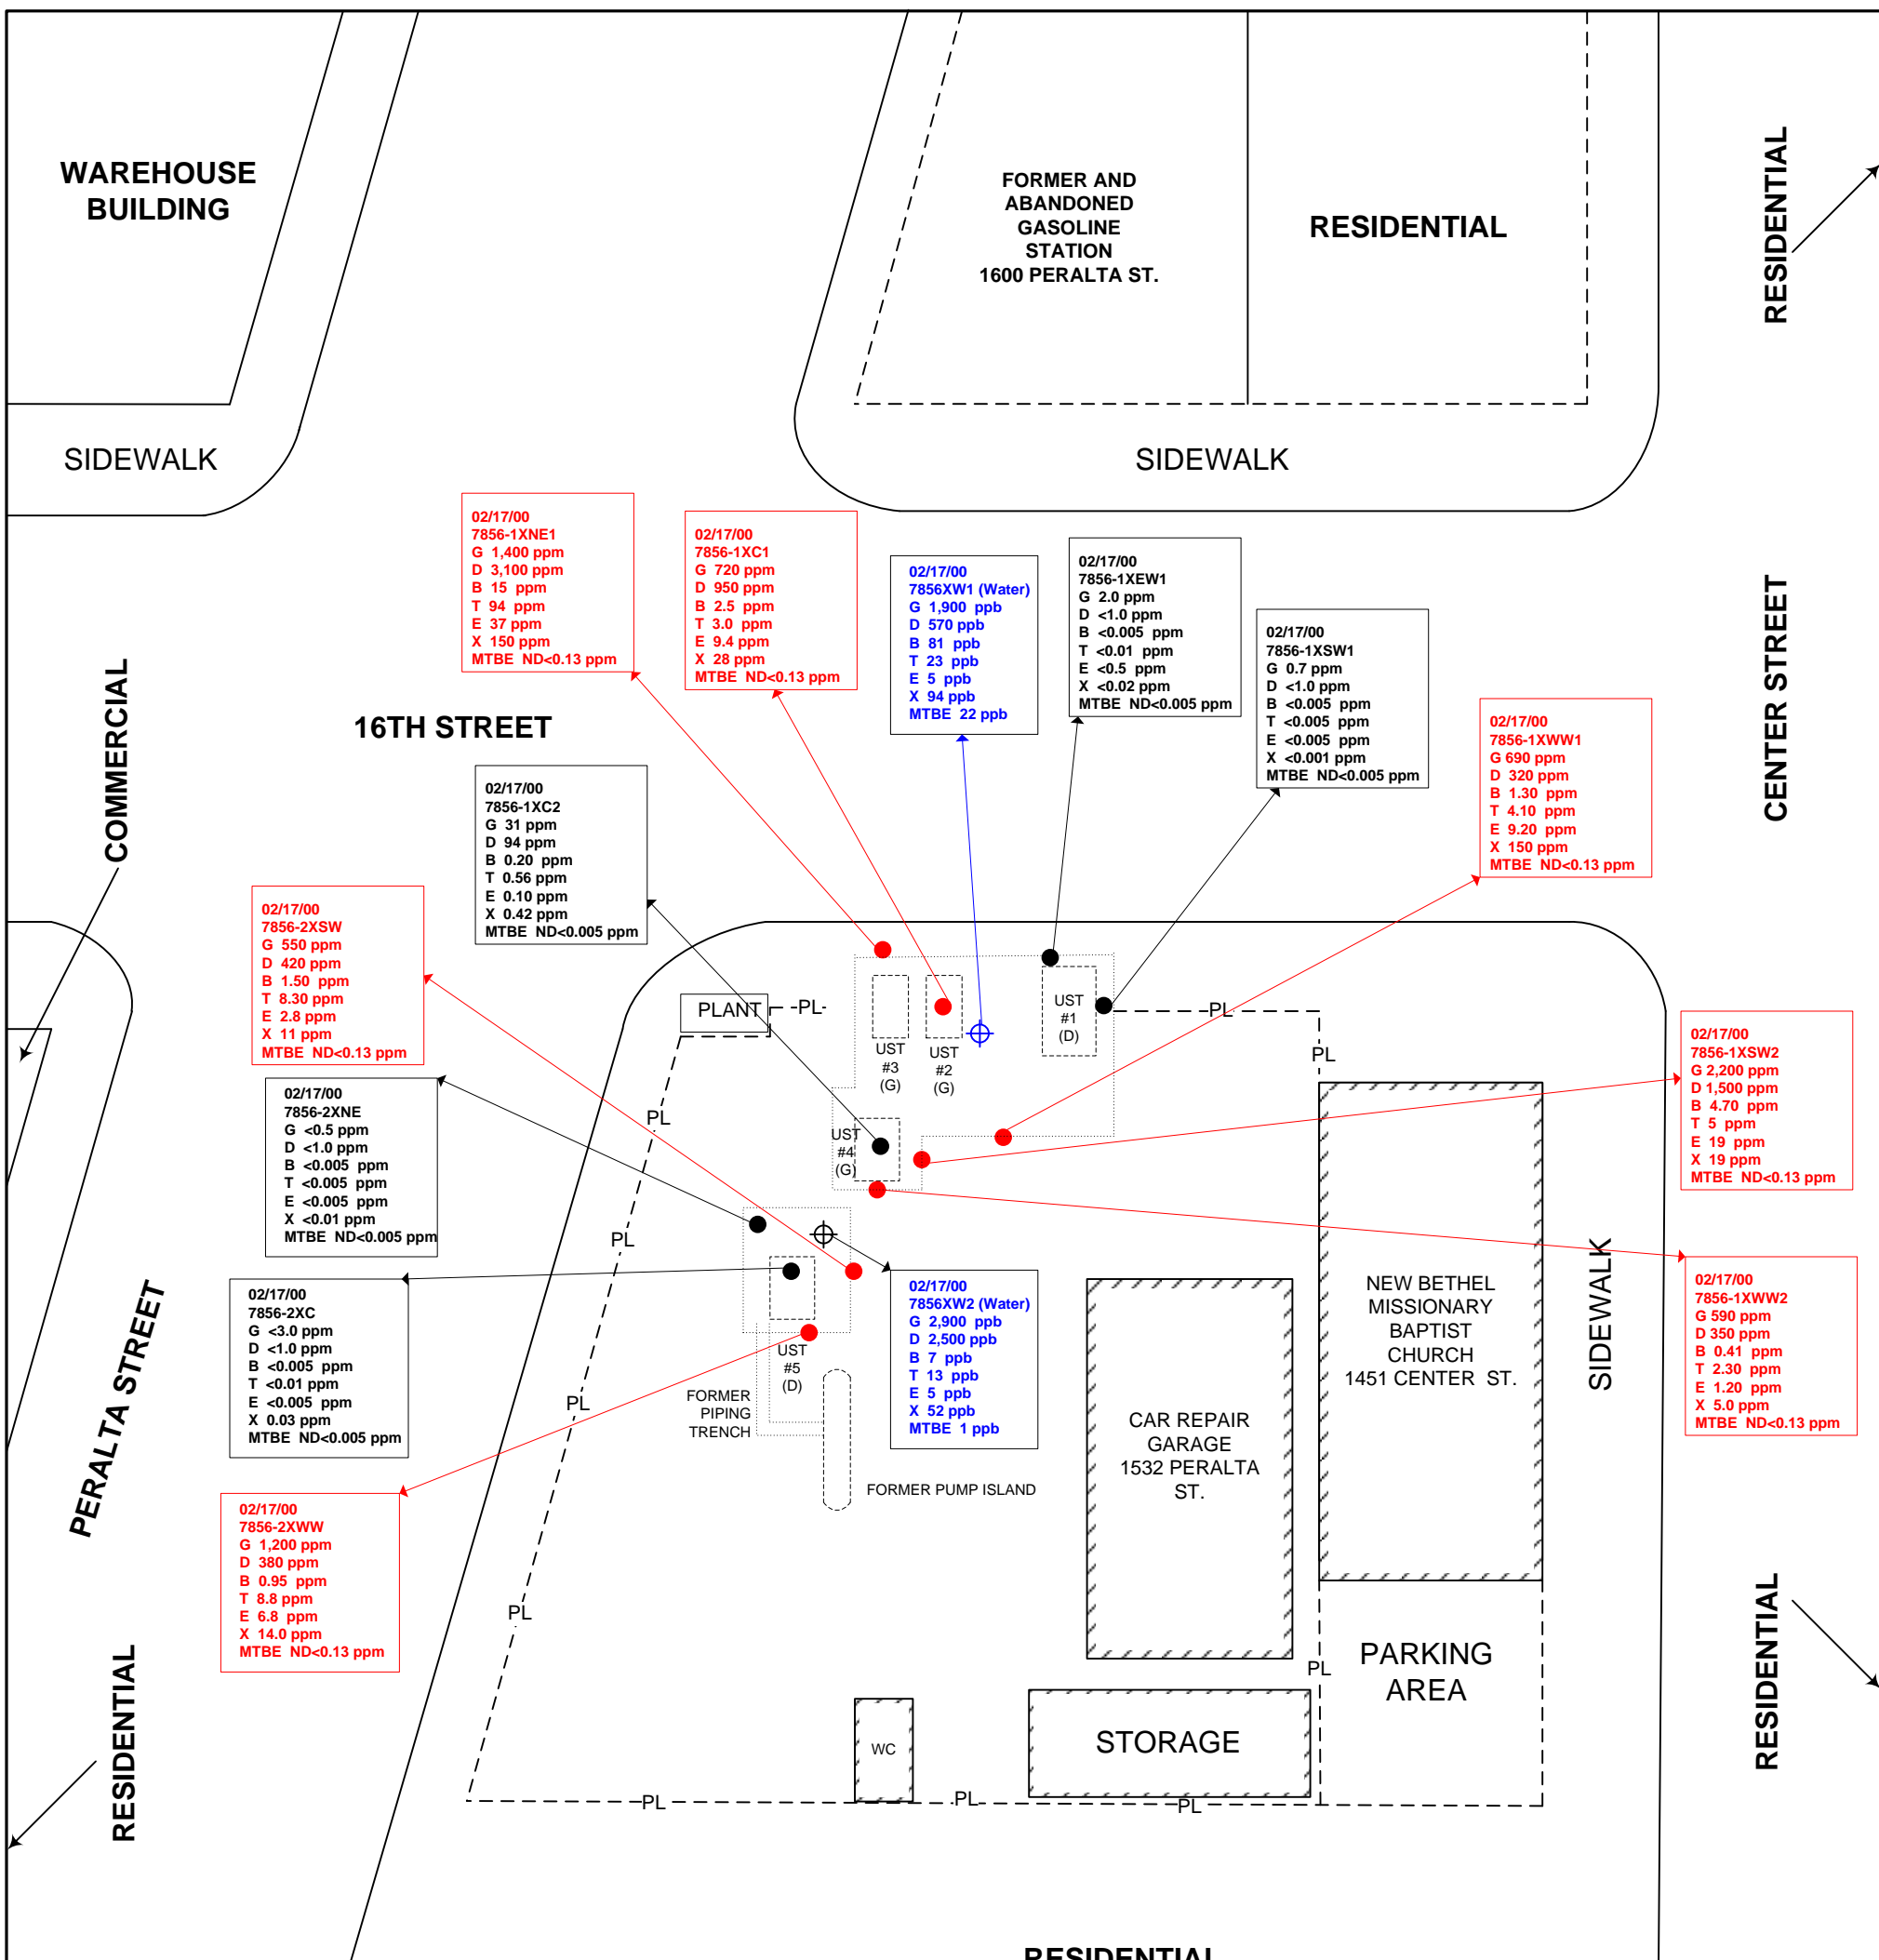 WAREHOUSE
BUILDING
FORMER AND
ABANDONED
GASOLINE
STATION
1600 PERALTA ST.
RESIDENTIAL
RESIDENTIAL
SIDEWALK
SIDEWALK
02/17/00
7856-1XNE1
G 1,400 ppm
D 3,100 ppm
B 15 ppm
T 94 ppm
E 37 ppm
X 150 ppm
MTBE ND<0.13 ppm
02/17/00
7856-1XC1
G 720 ppm
D 950 ppm
B 2.5 ppm
T 3.0 ppm
E 9.4 ppm
X 28 ppm
MTBE ND<0.13 ppm
02/17/00
7856XW1 (Water)
G 1,900 ppb
D 570 ppb
B 81 ppb
T 23 ppb
E 5 ppb
X 94 ppb
MTBE 22 ppb
02/17/00
7856-1XEW1
G 2.0 ppm
D <1.0 ppm
B <0.005 ppm
T <0.01 ppm
E <0.5 ppm
X <0.02 ppm
MTBE ND<0.005 ppm
02/17/00
7856-1XSW1
G 0.7 ppm
D <1.0 ppm
B <0.005 ppm
T <0.005 ppm
E <0.005 ppm
X <0.001 ppm
MTBE ND<0.005 ppm
CENTER STREET
COMMERCIAL
16TH STREET
02/17/00
7856-1XWW1
G 690 ppm
D 320 ppm
B 1.30 ppm
T 4.10 ppm
E 9.20 ppm
X 150 ppm
MTBE ND<0.13 ppm
02/17/00
7856-1XC2
G 31 ppm
D 94 ppm
B 0.20 ppm
T 0.56 ppm
E 0.10 ppm
X 0.42 ppm
MTBE ND<0.005 ppm
02/17/00
7856-2XSW
G 550 ppm
D 420 ppm
B 1.50 ppm
T 8.30 ppm
E 2.8 ppm
X 11 ppm
MTBE ND<0.13 ppm
PLANT
PL
UST
#3
(G)
UST
#2
(G)
UST
#1
(D)
PL
PL
02/17/00
7856-1XSW2
G 2,200 ppm
D 1,500 ppm
B 4.70 ppm
T 5 ppm
E 19 ppm
X 19 ppm
MTBE ND<0.13 ppm
02/17/00
7856-2XNE
G <0.5 ppm
D <1.0 ppm
B <0.005 ppm
T <0.005 ppm
E <0.005 ppm
X <0.01 ppm
MTBE ND<0.005 ppm
PL
UST
#4
(G)
PL
02/17/00
7856-2XC
G <3.0 ppm
D <1.0 ppm
B <0.005 ppm
T <0.01 ppm
E <0.005 ppm
X 0.03 ppm
MTBE ND<0.005 ppm
02/17/00
7856XW2 (Water)
G 2,900 ppb
D 2,500 ppb
B 7 ppb
T 13 ppb
E 5 ppb
X 52 ppb
MTBE 1 ppb
NEW BETHEL
MISSIONARY
BAPTIST
CHURCH
1451 CENTER ST.
SIDEWALK
02/17/00
7856-1XWW2
G 590 ppm
D 350 ppm
B 0.41 ppm
T 2.30 ppm
E 1.20 ppm
X 5.0 ppm
MTBE ND<0.13 ppm
PERALTA STREET
UST
#5
(D)
PL
FORMER
PIPING
TRENCH
FORMER PUMP ISLAND
CAR REPAIR
GARAGE
1532 PERALTA
ST.
02/17/00
7856-2XWW
G 1,200 ppm
D 380 ppm
B 0.95 ppm
T 8.8 ppm
E 6.8 ppm
X 14.0 ppm
MTBE ND<0.13 ppm
PL
PL
PARKING
AREA
RESIDENTIAL
RESIDENTIAL
WC
STORAGE
PL
PL
PL
RESIDENTIAL